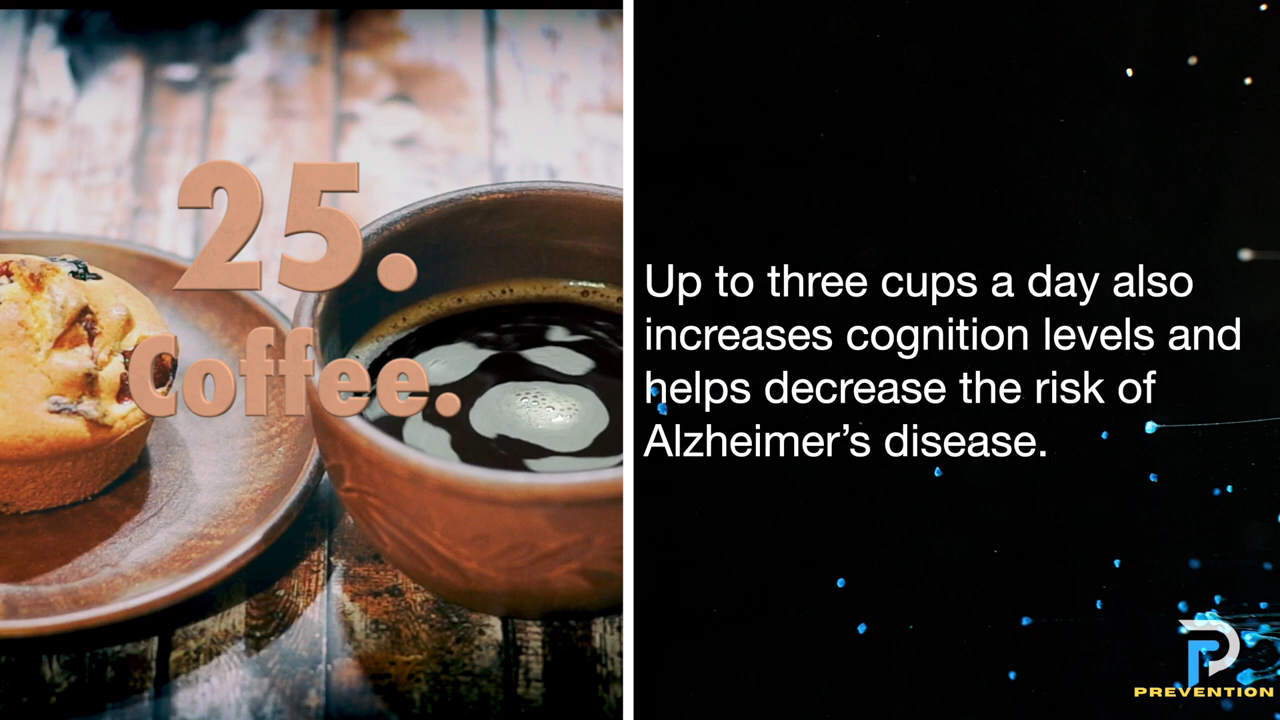 25.
Coffee.
Up to three cups a day also
increases cognition levels and
helps decrease the risk of
Alzheimer’s disease.
P
PREVENTION